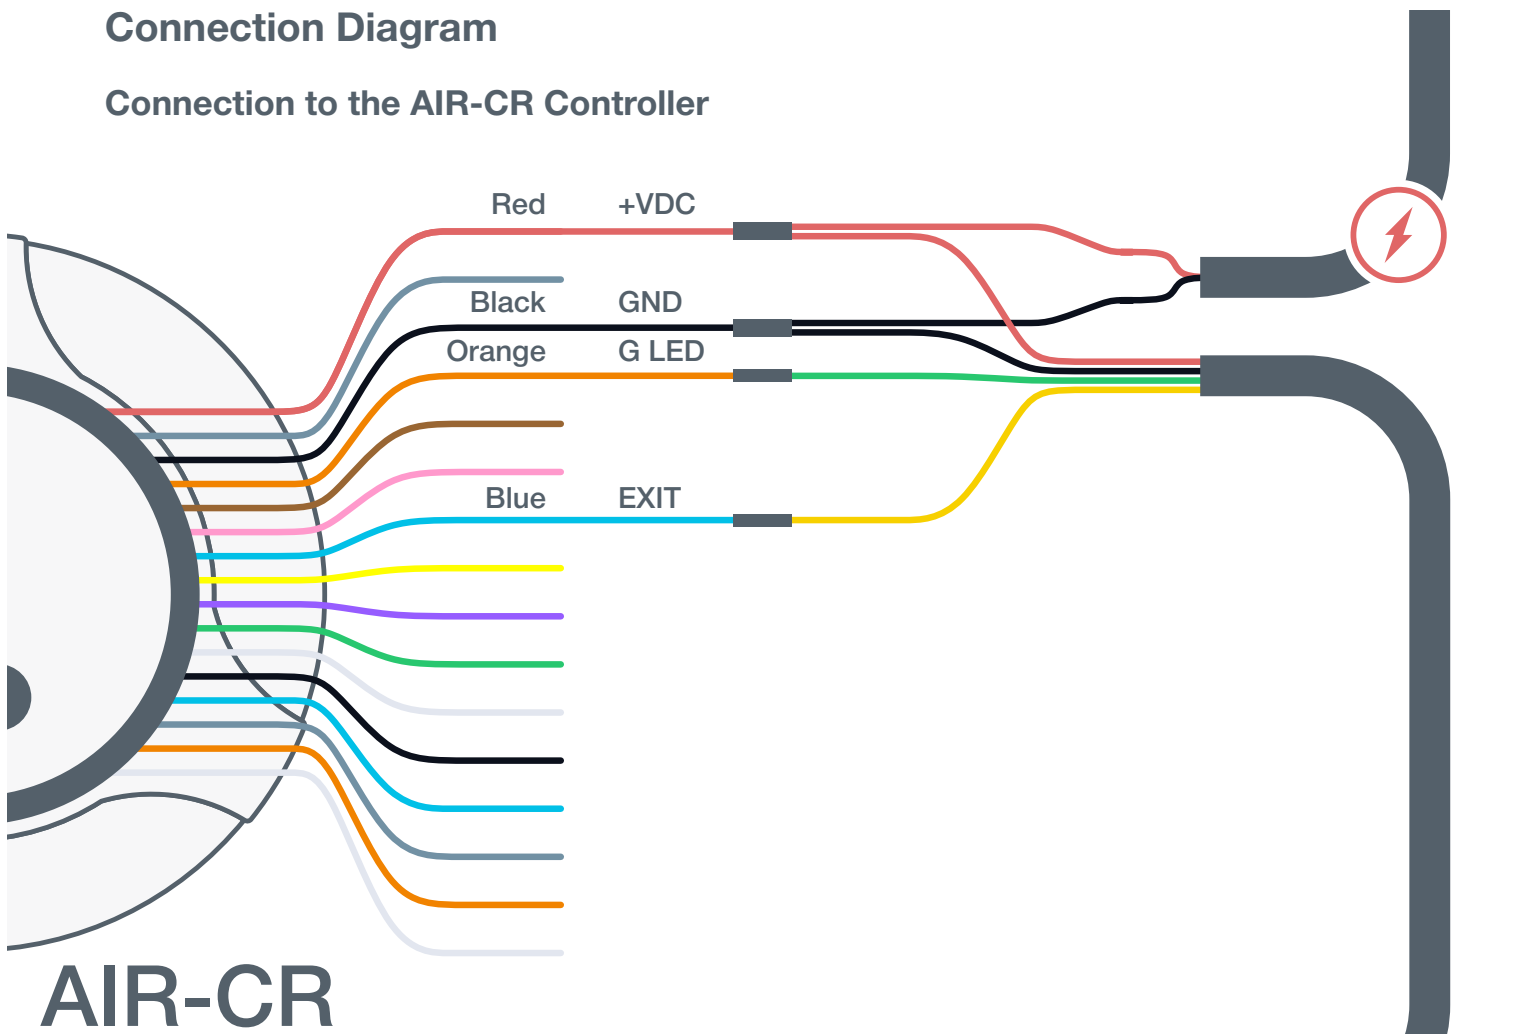 Connection Diagram
Connection to the AIR-CR Controller
Red +VDC
Black GND
Orange G LED
Blue EXIT
AIR-CR